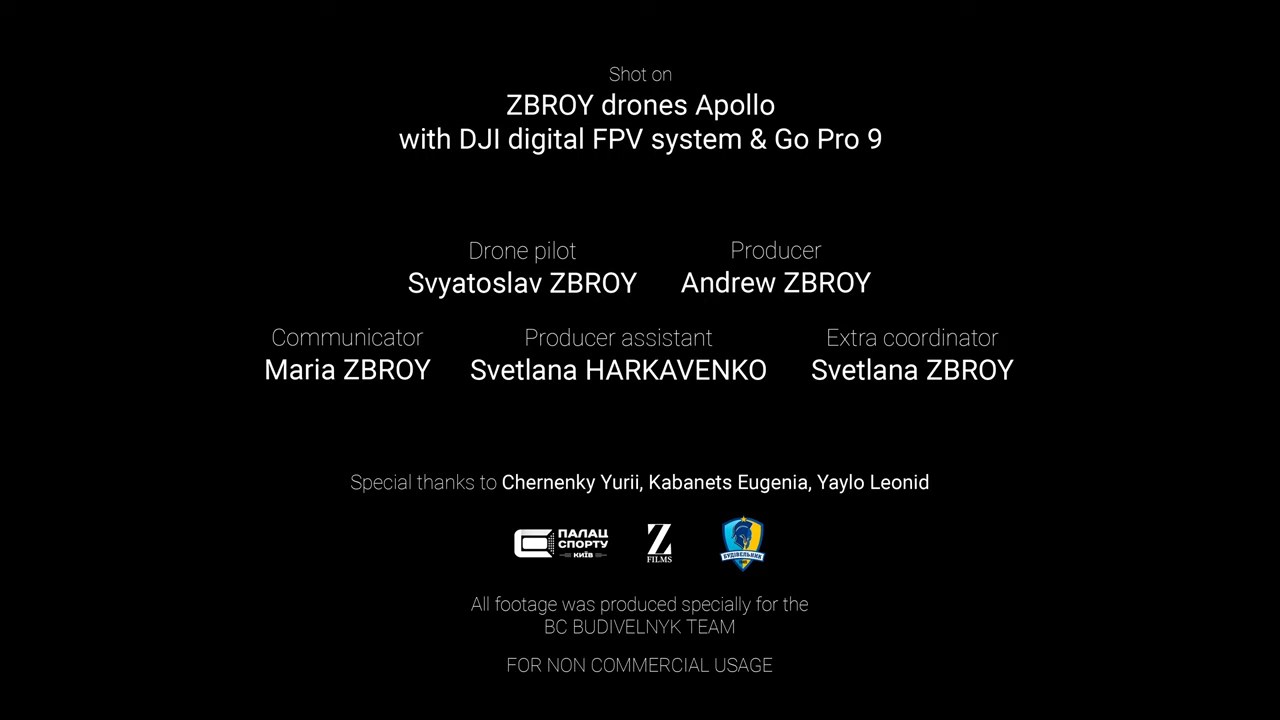 Shot on
ZBROY drones Apollo
with DJI digital FPV system & Go Pro 9
Drone pilot
Producer
Svyatoslav ZBROY
Andrew ZBROY
Communicator
Producer assistant
Extra coordinator
Maria ZBROY
Svetlana HARKAVENKO
Svetlana ZBROY
Special thanks to Chernenky Yurii, Kabanets Eugenia, Yaylo Leonid
ПАЛАЦ
СПОРТУ
КИЇВ
Z
FILMS
БУДІВЕЛЬНИК
All footage was produced specially for the
BC BUDIVELNYK TEAM
FOR NON COMMERCIAL USAGE